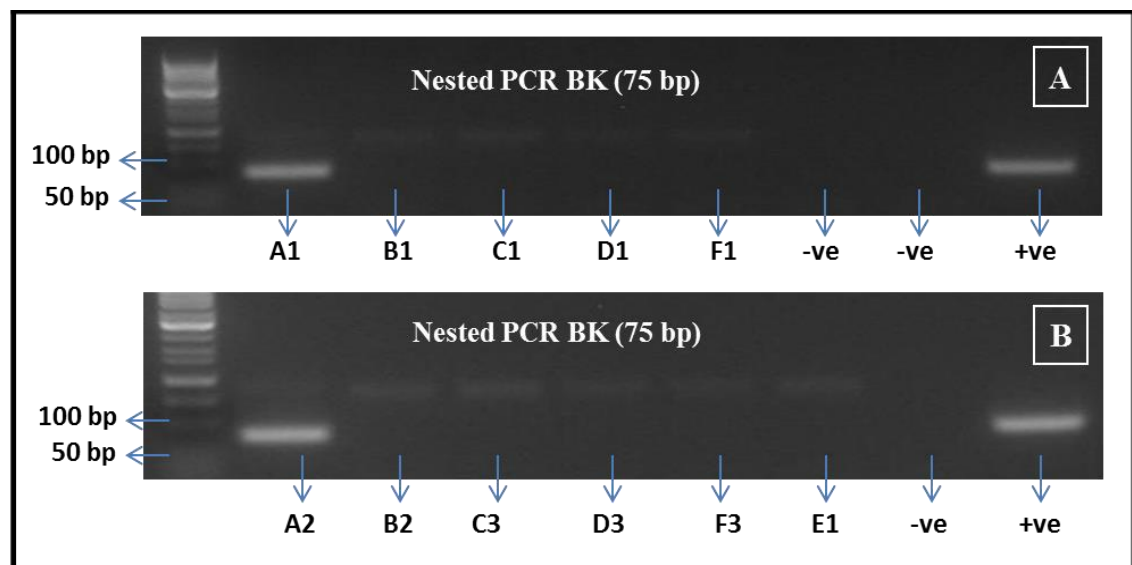 Nested PCR BK (75 bp)
A
100 bp
50 bp
A1 B1 C1 D1 F1 -ve -ve +ve
Nested PCR BK (75 bp)
B
100 bp
50 bp
A2 B2 C3 D3 F3 E1 -ve +ve